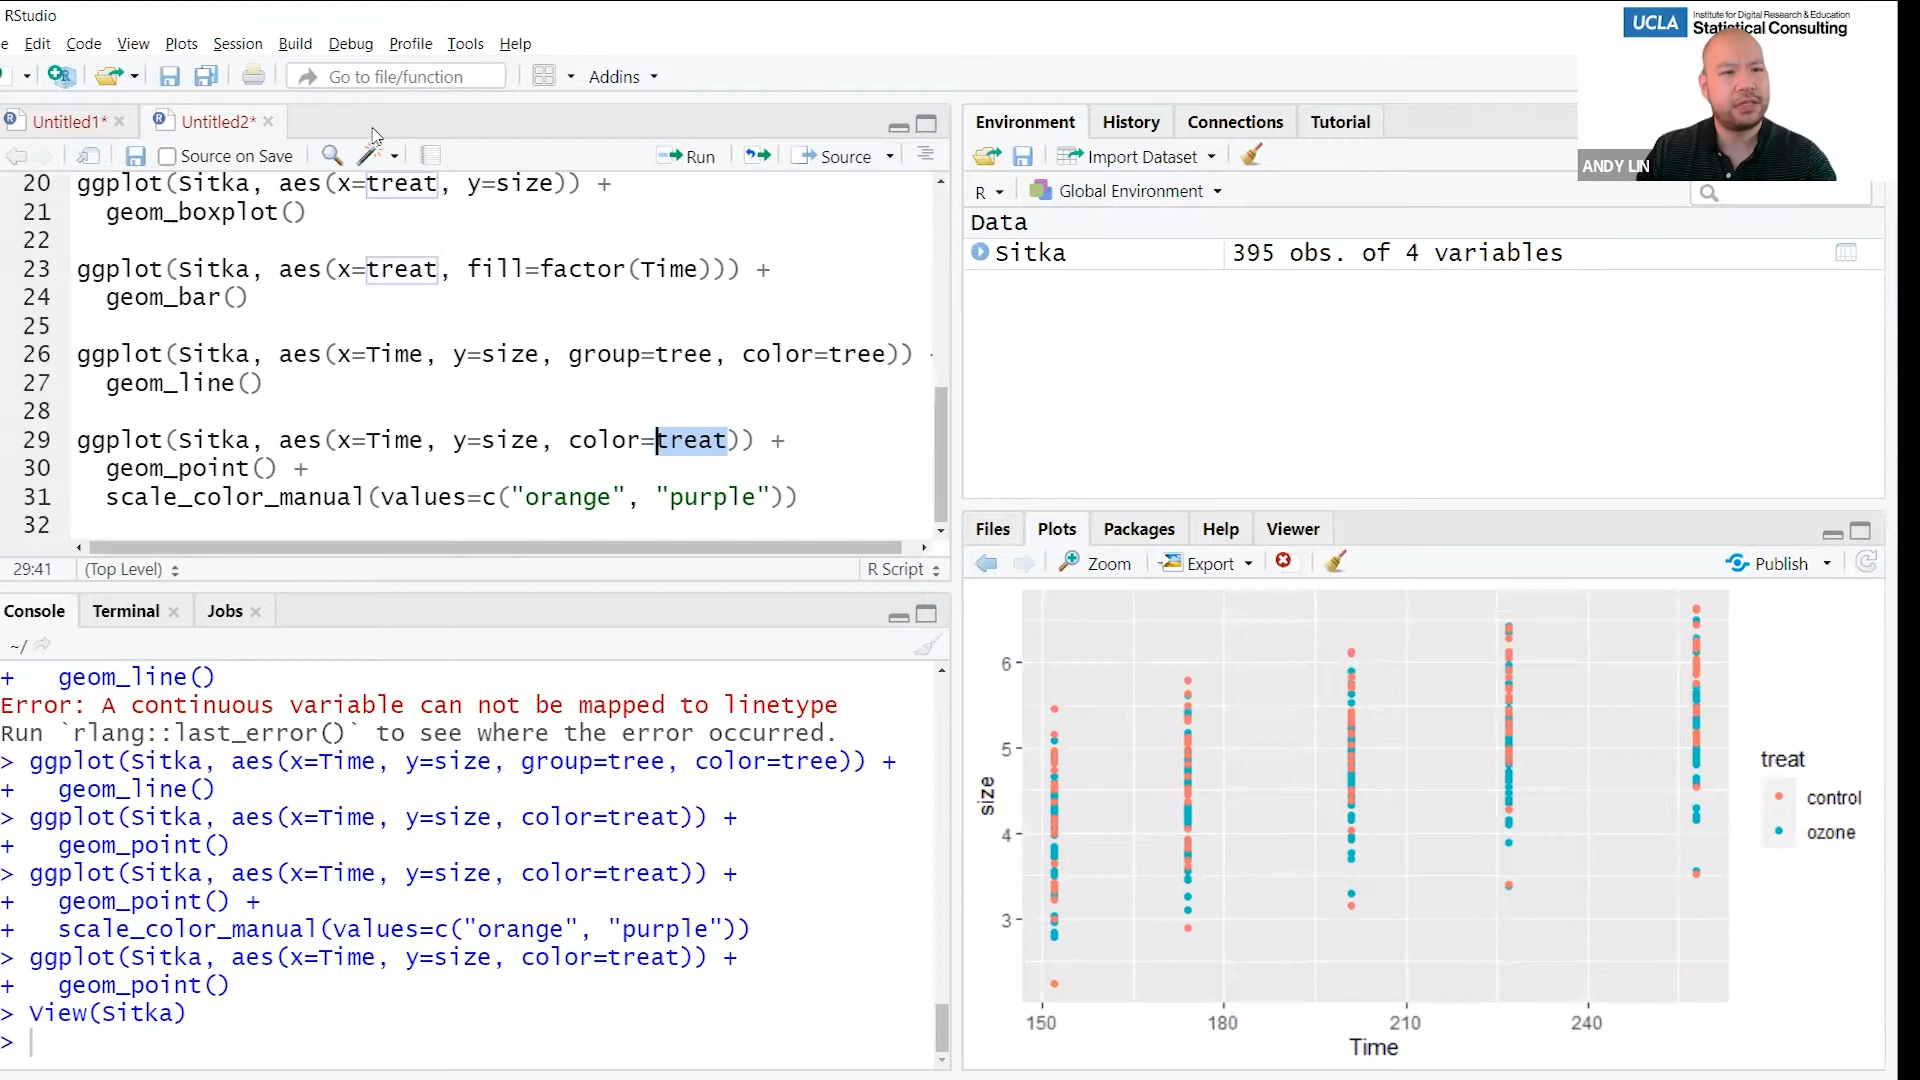 RStudio
e Edit Code View Plots Session Build Debug Profile Tools Help
Go to file/function
Addins
UCLA Institute for Digital Research & Education
Statistical Consulting
ANDY LIN
Untitled1* Untitled2*
Source on Save Run Source
20 ggplot(Sitka, aes(x=treat, y=size)) +
21 geom_boxplot()
22
23 ggplot(Sitka, aes(x=treat, fill=factor(Time))) +
24 geom_bar()
25
26 ggplot(Sitka, aes(x=Time, y=size, group=tree, color=tree))
27 geom_line()
28
29 ggplot(Sitka, aes(x=Time, y=size, color=treat)) +
30 geom_point() +
31 scale_color_manual(values=c("orange", "purple"))
32
29:41 (Top Level) R Script
Console Terminal Jobs
~/
+ geom_line()
Error: A continuous variable can not be mapped to linetype
Run `rlang::last_error()` to see where the error occurred.
> ggplot(Sitka, aes(x=Time, y=size, group=tree, color=tree)) +
+ geom_line()
> ggplot(Sitka, aes(x=Time, y=size, color=treat)) +
+ geom_point()
> ggplot(Sitka, aes(x=Time, y=size, color=treat)) +
+ geom_point() +
+ scale_color_manual(values=c("orange", "purple"))
> ggplot(Sitka, aes(x=Time, y=size, color=treat)) +
+ geom_point()
> View(Sitka)
>
Environment History Connections Tutorial
Import Dataset
R Global Environment
Data
Sitka 395 obs. of 4 variables
Files Plots Packages Help Viewer
Zoom Export Publish
6
5
4
3
size
150 180 210 240
Time
treat
control
ozone